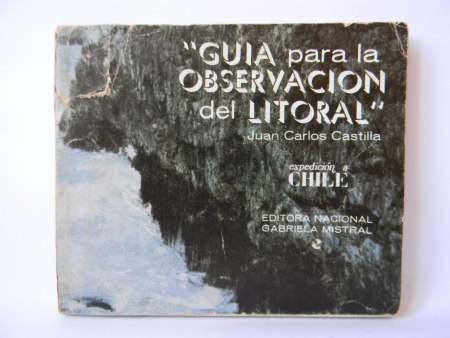 "GUIA para la
OBSERVACION
del LITORAL"
Juan Carlos Castilla
expedición a
CHILE
EDITORA NACIONAL
GABRIELA MISTRAL